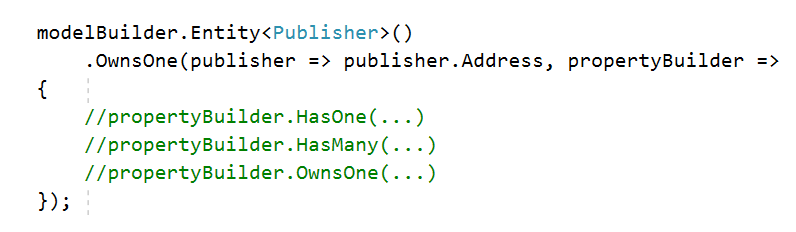 modelBuilder.Entity<Publisher>()
    .OwnsOne(publisher => publisher.Address, propertyBuilder =>
{
    //propertyBuilder.HasOne(...)
    //propertyBuilder.HasMany(...)
    //propertyBuilder.OwnsOne(...)
});